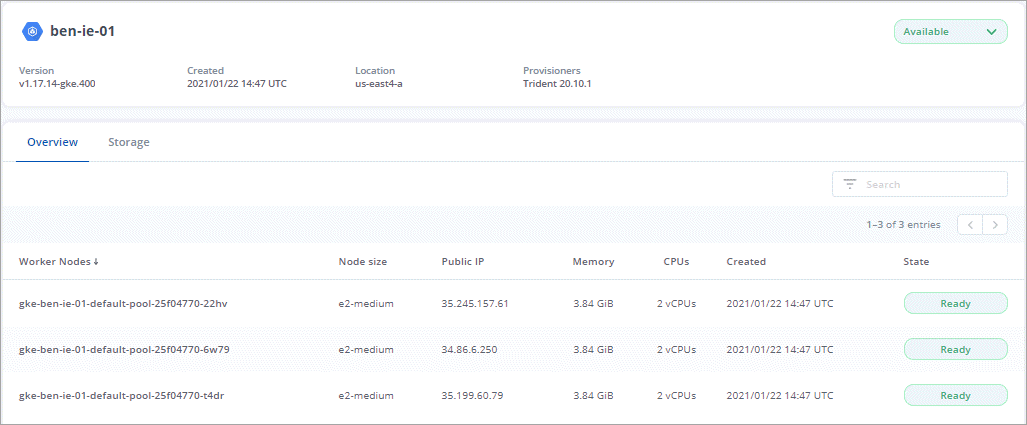 ben-ie-01
Available
Version Created Location Provisioners
v1.17.14-gke.400 2021/01/22 14:47 UTC us-east4-a Trident 20.10.1
Overview Storage
Search
1–3 of 3 entries
Worker Nodes Node size Public IP Memory CPUs Created State
gke-ben-ie-01-default-pool-25f04770-22hv e2-medium 35.245.157.61 3.84 GiB 2 vCPUs 2021/01/22 14:47 UTC Ready
gke-ben-ie-01-default-pool-25f04770-6w79 e2-medium 34.86.6.250 3.84 GiB 2 vCPUs 2021/01/22 14:47 UTC Ready
gke-ben-ie-01-default-pool-25f04770-t4dr e2-medium 35.199.60.79 3.84 GiB 2 vCPUs 2021/01/22 14:47 UTC Ready